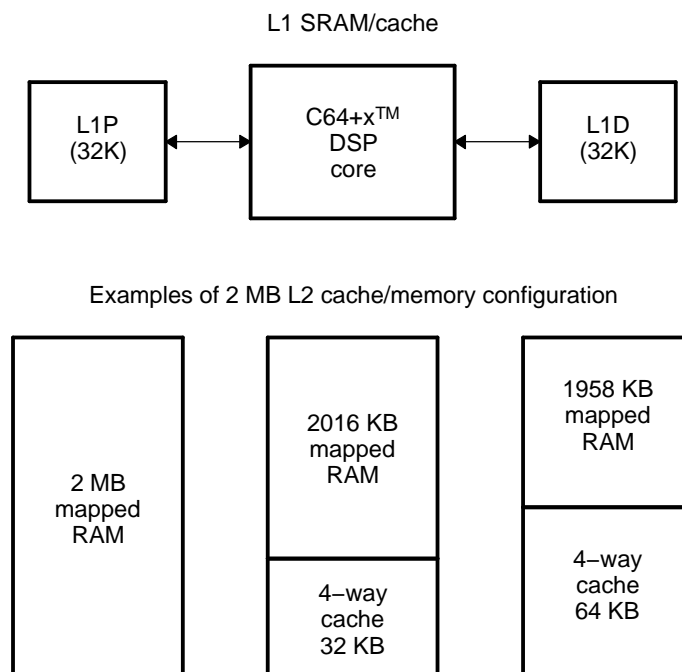 L1 SRAM/cache
L1P
(32K)
C64+x™
DSP
core
L1D
(32K)
Examples of 2 MB L2 cache/memory configuration
2 MB
mapped
RAM
2016 KB
mapped
RAM
4−way
cache
32 KB
1958 KB
mapped
RAM
4−way
cache
64 KB